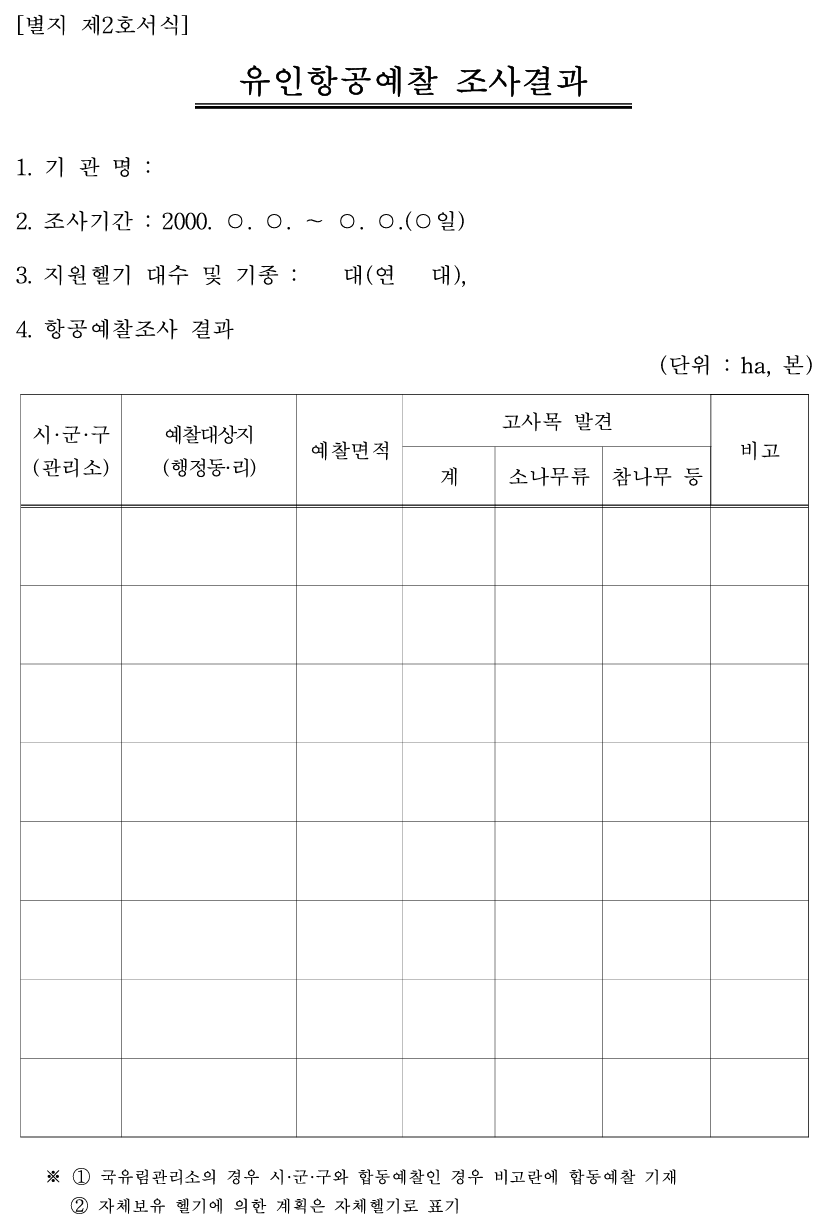 [별지 제2호서식]
유인항공예찰 조사결과
1. 기 관 명 :
2. 조사기간 : 2000. ○. ○. ~ ○. ○.(○일)
3. 지원헬기 대수 및 기종 : 대(연 대),
4. 항공예찰조사 결과
(단위 : ha, 본)
시·군·구
(관리소)
예찰대상지
(행정동·리)
예찰면적
고사목 발견
계
소나무류
참나무 등
비고
※ ① 국유림관리소의 경우 시·군·구와 합동예찰인 경우 비고란에 합동예찰 기재
② 자체보유 헬기에 의한 계획은 자체헬기로 표기